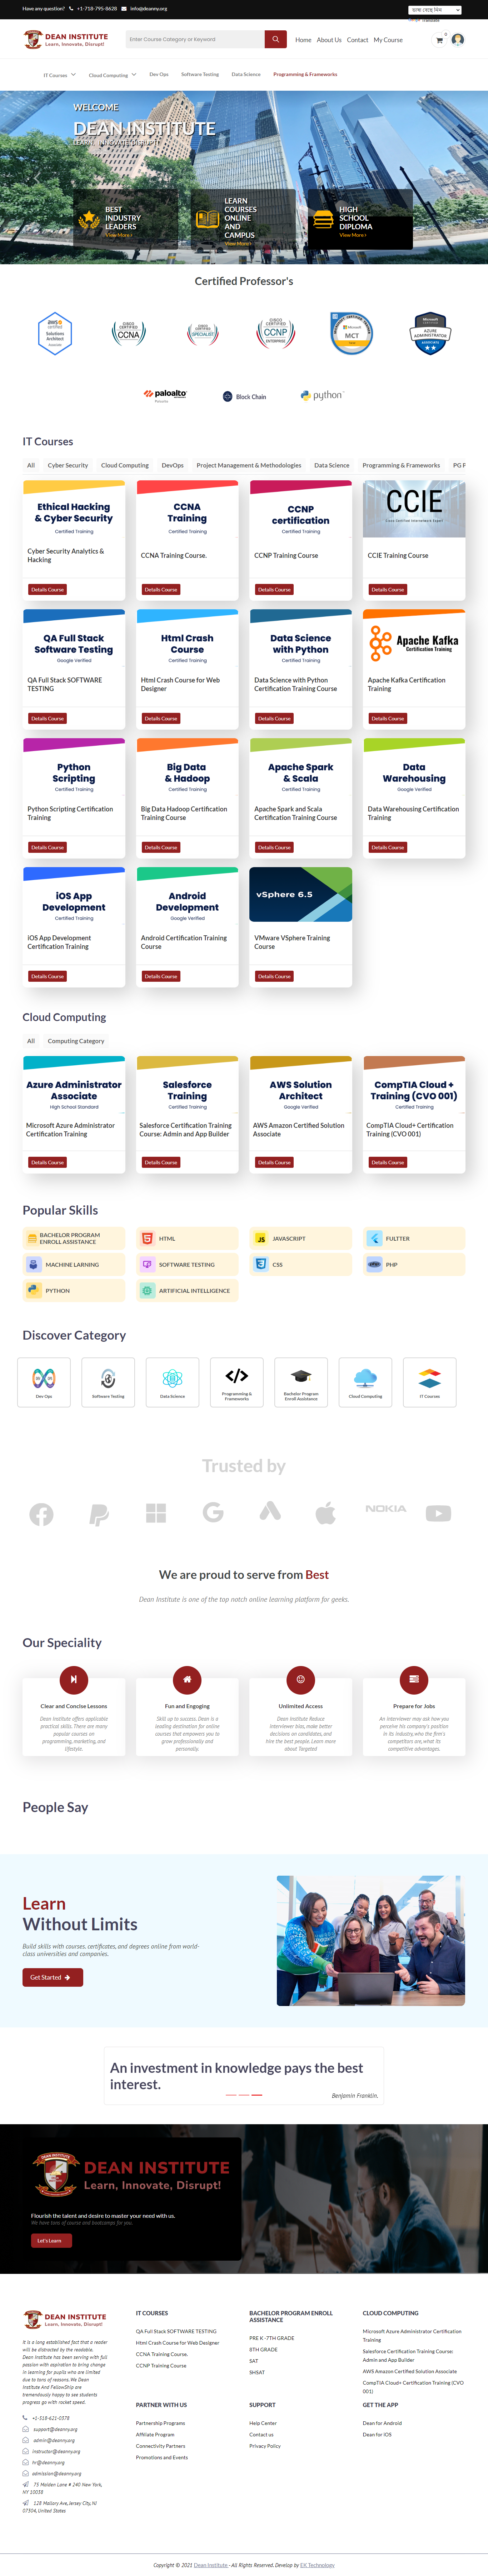 Have any question? +1-718-795-8628 info@deanny.org
DEAN INSTITUTE
Learn, Innovate, Disrupt!
Enter Course Category or Keyword
Home About Us Contact My Course
0
IT Courses Cloud Computing Dev Ops Software Testing Data Science Programming & Frameworks
WELCOME
DEAN INSTITUTE
LEARN , INNOVATE, DISRUPT!
BEST INDUSTRY LEADERS
View More
LEARN COURSES ONLINE AND CAMPUS
View More
HIGH SCHOOL DIPLOMA
View More
Certified Professor's
aws certified
Solutions Architect
Associate
CISCO CERTIFIED CCNA
CISCO CERTIFIED SPECIALIST
CISCO CERTIFIED CCNP ENTERPRISE
Microsoft
MCT
AZURE ADMINISTRATOR
ASSOCIATE
paloalto
Block Chain
python
IT Courses
All Cyber Security Cloud Computing DevOps Project Management & Methodologies Data Science Programming & Frameworks PG F
Ethical Hacking & Cyber Security
Certified Training
Cyber Security Analytics & Hacking
Details Course
CCNA Training
Certified Training
CCNA Training Course.
Details Course
CCNP certification
Certified Training
CCNP Training Course
Details Course
CCIE
Cisco Certified Internetwork Expert
CCIE Training Course
Details Course
QA Full Stack Software Testing
Google Verified
QA Full Stack SOFTWARE TESTING
Details Course
Html Crash Course
Certified Training
Html Crash Course for Web Designer
Details Course
Data Science with Python
Certified Training
Data Science with Python Certification Training Course
Details Course
Apache Kafka
Certification Training
Apache Kafka Certification Training
Details Course
Python Scripting
Certified Training
Python Scripting Certification Training
Details Course
Big Data & Hadoop
Certified Training
Big Data Hadoop Certification Training Course
Details Course
Apache Spark & Scala
Certified Training
Apache Spark and Scala Certification Training Course
Details Course
Data Warehousing
Google Verified
Data Warehousing Certification Training
Details Course
iOS App Development
Certified Training
iOS App Development Certification Training
Details Course
Android Development
Google Verified
Android Certification Training Course
Details Course
vSphere 6.5
VMware VSphere Training Course
Details Course
Cloud Computing
All Computing Category
Azure Administrator Associate
High School Standard
Microsoft Azure Administrator Certification Training
Details Course
Salesforce Training
Certified Training
Salesforce Certification Training Course: Admin and App Builder
Details Course
AWS Solution Architect
Google Verified
AWS Amazon Certified Solution Associate
Details Course
CompTIA Cloud + Training (CVO 001)
Certified Training
CompTIA Cloud+ Certification Training (CVO 001)
Details Course
Popular Skills
BACHELOR PROGRAM ENROLL ASSISTANCE
HTML
JAVASCRIPT
FULTTER
MACHINE LARNING
SOFTWARE TESTING
CSS
PHP
PYTHON
ARTIFICIAL INTELLIGENCE
Discover Category
Dev Ops
Software Testing
Data Science
Programming & Frameworks
Bachelor Program Enroll Assistance
Cloud Computing
IT Courses
Trusted by
NOKIA
We are proud to serve from Best
Dean Institute is one of the top notch online learning platform for geeks.
Our Speciality
Clear and Concise Lessons
Dean Institute offers applicable practical skills. There are many popular courses on programming, marketing, and lifestyle.
Fun and Engaging
Skill up to success. Dean is a leading destination for online courses that empowers you to grow professionally and personally.
Unlimited Access
Dean Institute Reduce interviewer bias, make better decisions on candidates, and hire the best people. Learn more about Targeted
Prepare for Jobs
An interviewer may ask how you perceive his company's position in its industry, who the firm's competitors are, what its competitive advantages.
People Say
Learn
Without Limits
Build skills with courses, certificates, and degrees online from world-class universities and companies.
Get Started
An investment in knowledge pays the best interest.
Benjamin Franklin.
DEAN INSTITUTE
Learn, Innovate, Disrupt!
Flourish the talent and desire to master your need with us.
We have tons of course and bootcamps for you.
Let's Learn
DEAN INSTITUTE
Learn, Innovate, Disrupt!
It is a long established fact that a reader will be distracted by the readable.
Dean Institute has been serving with full passion with aspiration to bring change in learning for pupils who are limited due to tons of reasons. We Dean Institute And FellowShip are tremendously happy to see students progress go with rocket speed.
+1-518-621-0378
support@deanny.org
admin@deanny.org
instructor@deanny.org
hr@deanny.org
admission@deanny.org
75 Maiden Lane # 240 New York, NY 10038
128 Mallory Ave, Jersey City, NJ 07304, United States
IT COURSES
QA Full Stack SOFTWARE TESTING
Html Crash Course for Web Designer
CCNA Training Course.
CCNP Training Course
BACHELOR PROGRAM ENROLL ASSISTANCE
PRE K -7TH GRADE
8TH GRADE
SAT
SHSAT
CLOUD COMPUTING
Microsoft Azure Administrator Certification Training
Salesforce Certification Training Course: Admin and App Builder
AWS Amazon Certified Solution Associate
CompTIA Cloud+ Certification Training (CVO 001)
PARTNER WITH US
Partnership Programs
Affiliate Program
Connectivity Partners
Promotions and Events
SUPPORT
Help Center
Contact us
Privacy Policy
GET THE APP
Dean for Android
Dean for iOS
Copyright © 2021 Dean Institute - All Rights Reserved. Develop by EK Technology